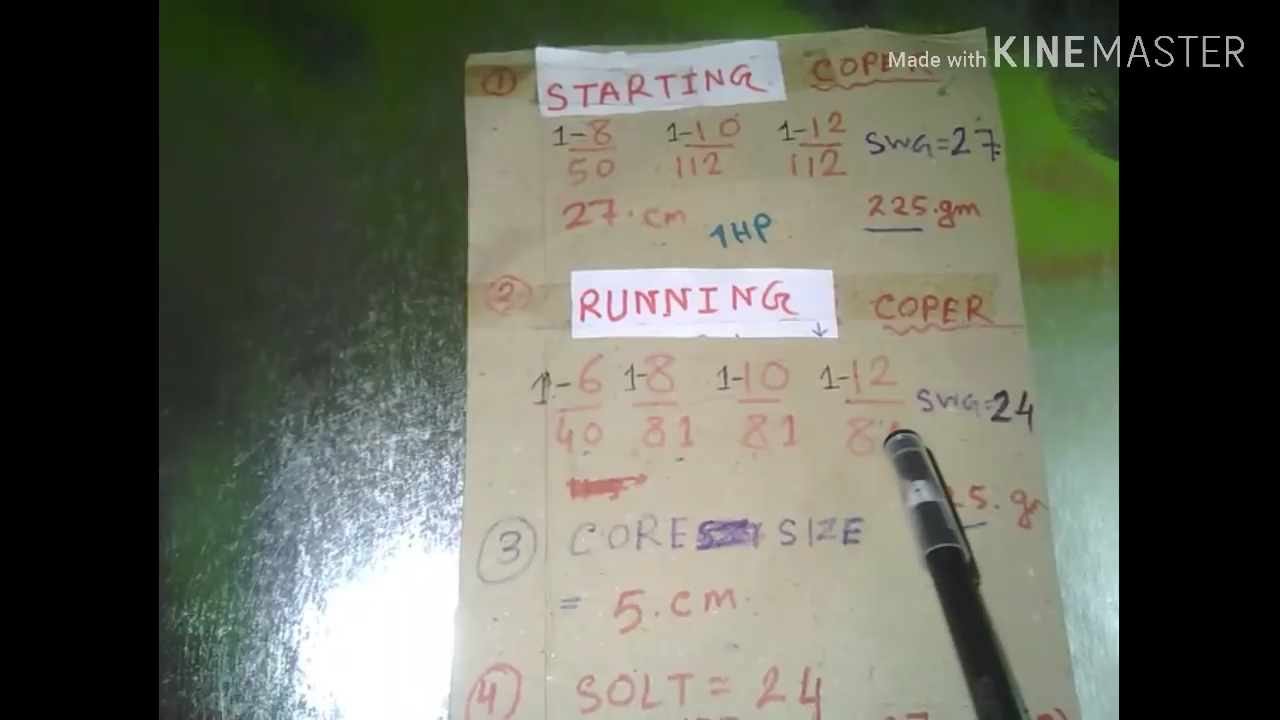 Made with KINEMASTER
① STARTING COPER
1-8 1-10 1-12 SWG=27
50 112 112
27.cm 225.gm
1HP
② RUNNING COPER
1-6 1-8 1-10 1-12 SWG=24
40 81 81
③ CORE SIZE
= 5.cm
④ SOLT = 24